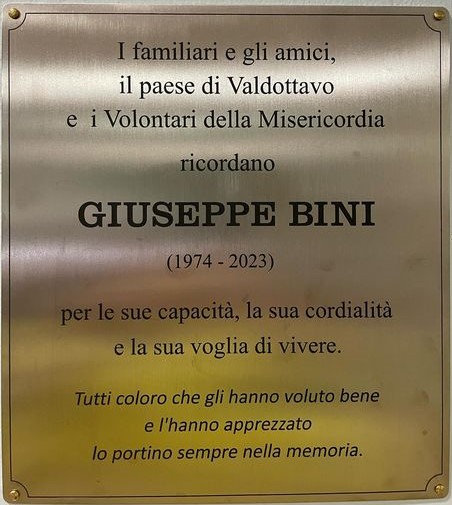 I familiari e gli amici,
il paese di Valdottavo
e i Volontari della Misericordia
ricordano
GIUSEPPE BINI
(1974 - 2023)
per le sue capacità, la sua cordialità
e la sua voglia di vivere.
Tutti coloro che gli hanno voluto bene
e l'hanno apprezzato
lo portino sempre nella memoria.